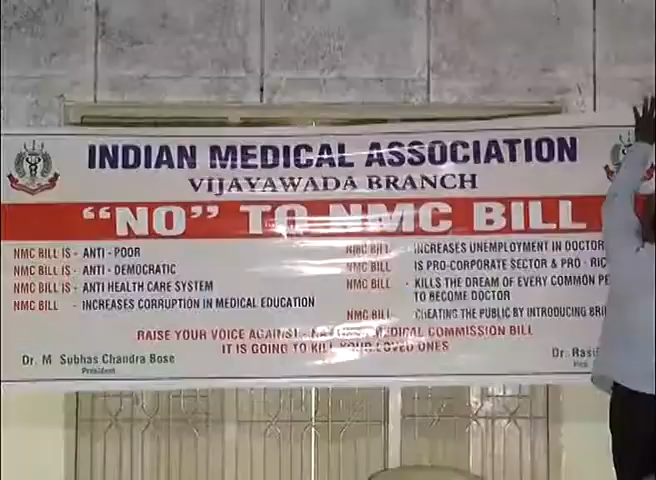 INDIAN MEDICAL ASSOCIATION
VIJAYAWADA BRANCH
"NO" TO NMC BILL
NMC BILL IS - ANTI - POOR
NMC BILL IS - ANTI - DEMOCRATIC
NMC BILL IS - ANTI HEALTH CARE SYSTEM
NMC BILL - INCREASES CORRUPTION IN MEDICAL EDUCATION
NMC BILL - INCREASES UNEMPLOYMENT IN DOCTOR
NMC BILL IS PRO-CORPORATE SECTOR & PRO - RIC
NMC BILL - KILLS THE DREAM OF EVERY COMMON
TO BECOME DOCTOR
NMC BILL - CHEATING THE PUBLIC BY INTRODUCING
RAISE YOUR VOICE AGAINST - NATIONAL MEDICAL COMMISSION BILL
IT IS GOING TO KILL YOUR LOVED ONES
Dr. M Subhas Chandra Bose
President
Dr.